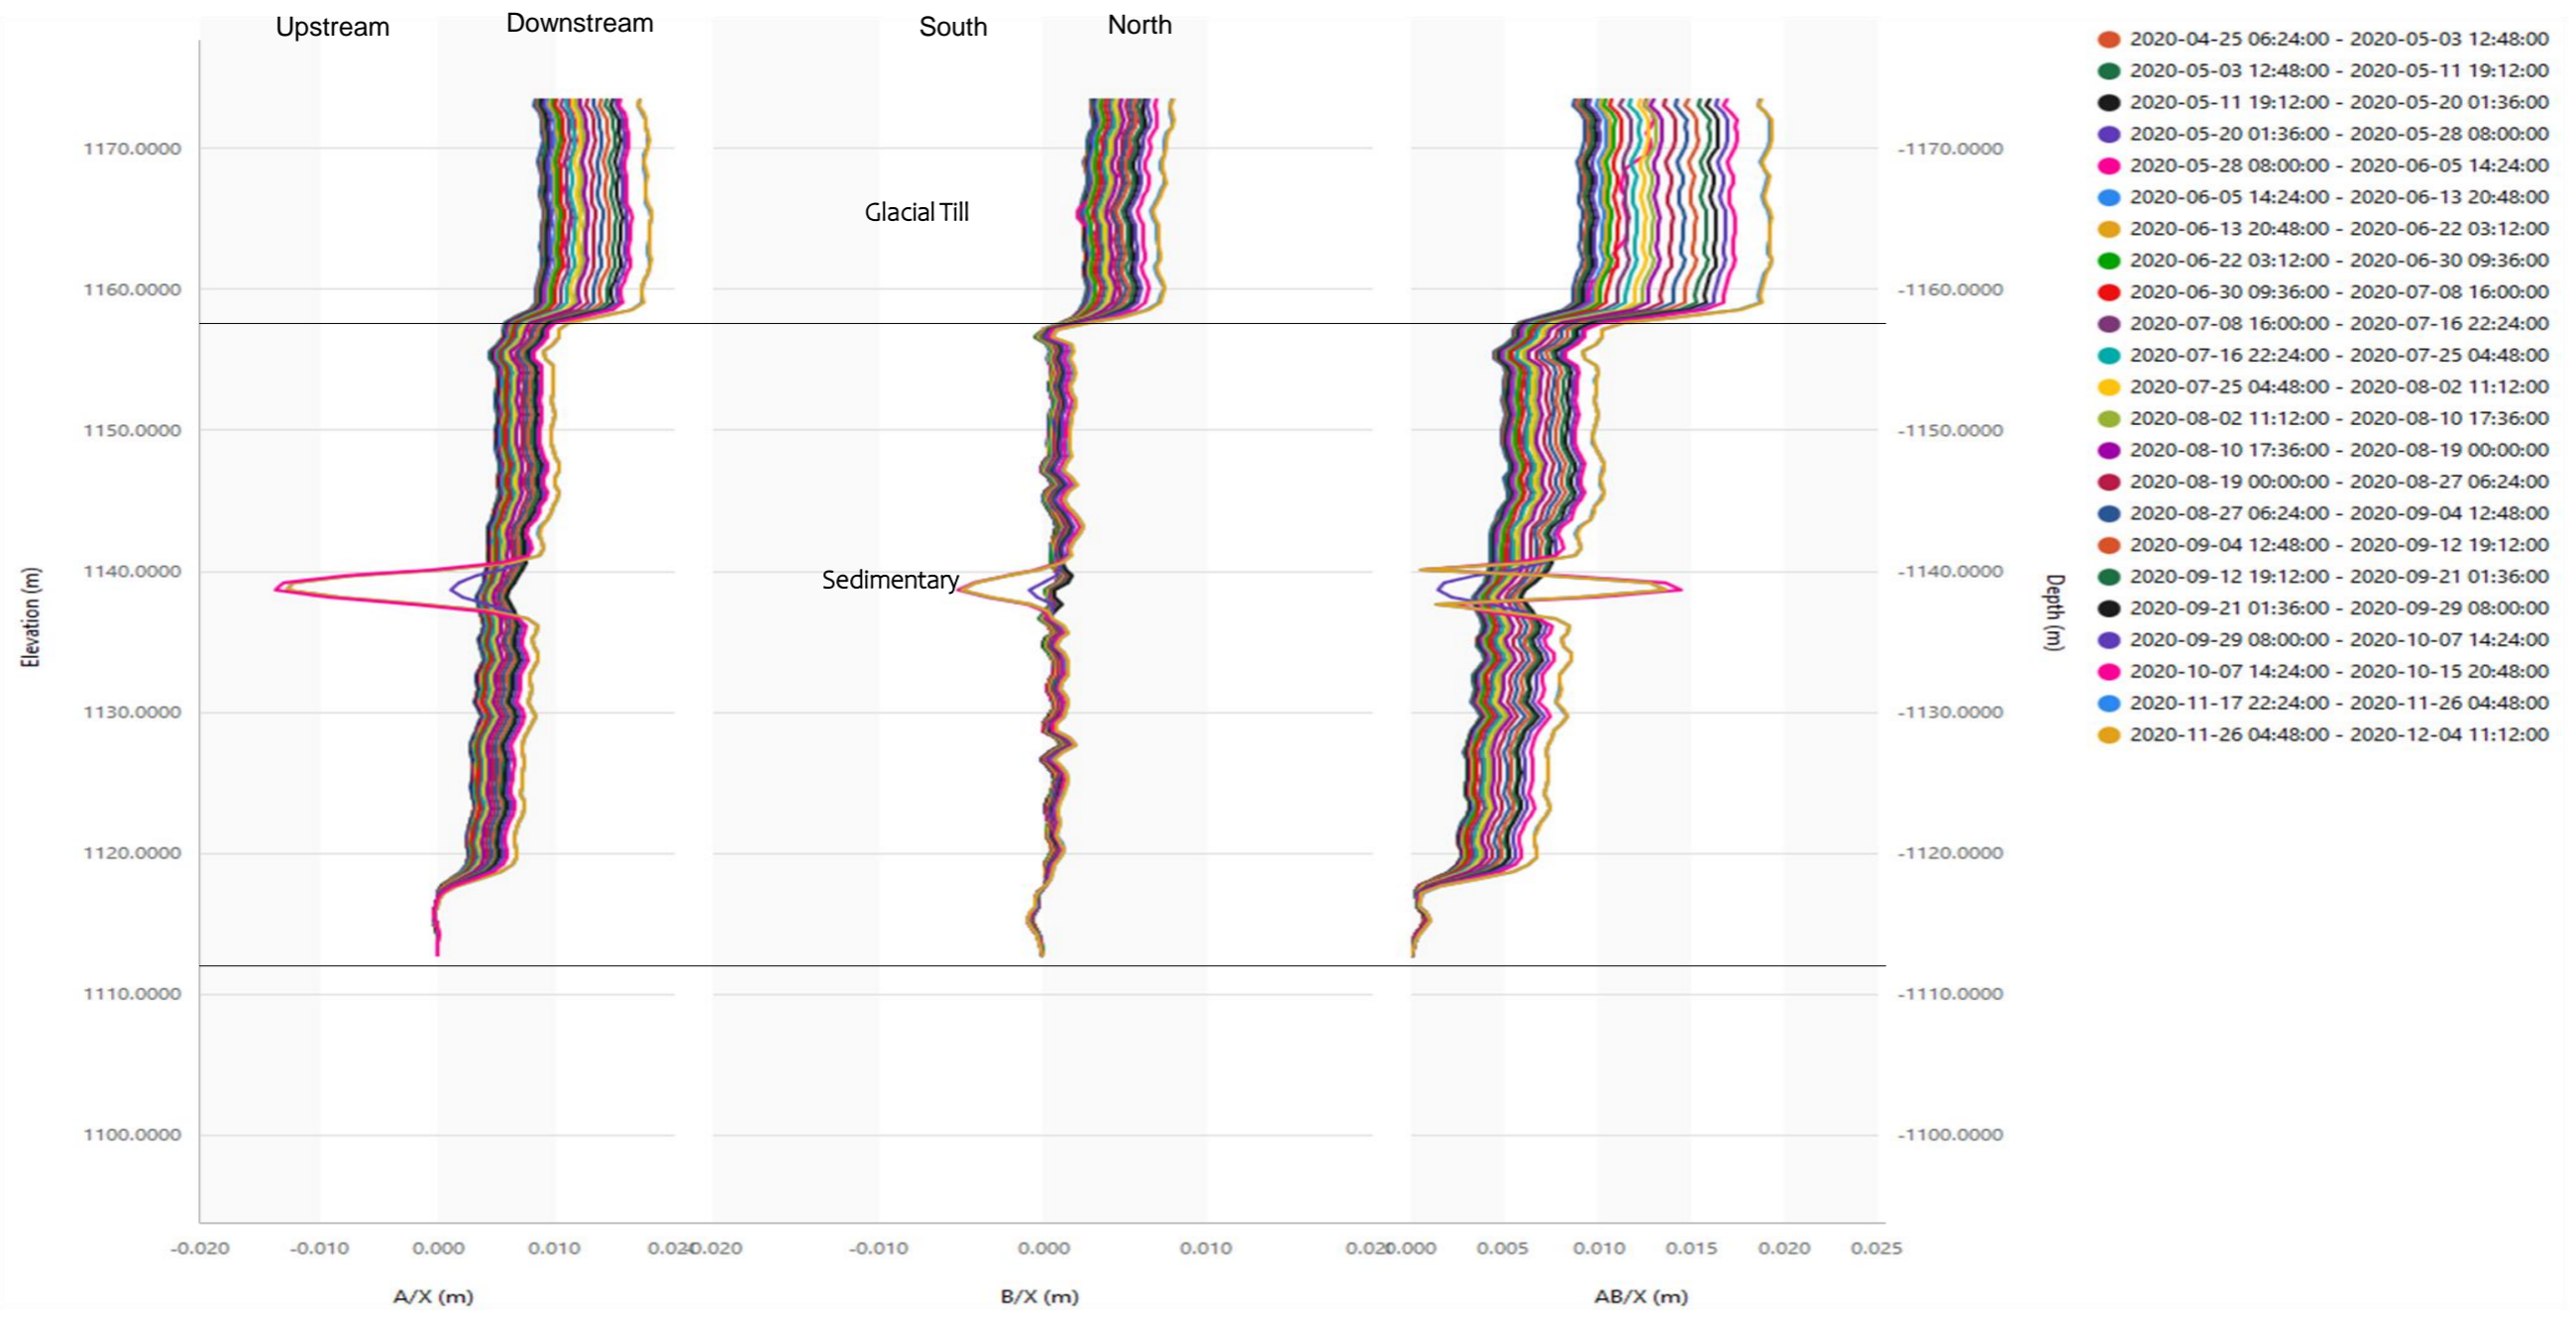 Upstream
Downstream
South
North
2020-04-25 06:24:00 - 2020-05-03 12:48:00
2020-05-03 12:48:00 - 2020-05-11 19:12:00
2020-05-11 19:12:00 - 2020-05-20 01:36:00
2020-05-20 01:36:00 - 2020-05-28 08:00:00
2020-05-28 08:00:00 - 2020-06-05 14:24:00
2020-06-05 14:24:00 - 2020-06-13 20:48:00
2020-06-13 20:48:00 - 2020-06-22 03:12:00
2020-06-22 03:12:00 - 2020-06-30 09:36:00
2020-06-30 09:36:00 - 2020-07-08 16:00:00
2020-07-08 16:00:00 - 2020-07-16 22:24:00
2020-07-16 22:24:00 - 2020-07-25 04:48:00
2020-07-25 04:48:00 - 2020-08-02 11:12:00
2020-08-02 11:12:00 - 2020-08-10 17:36:00
2020-08-10 17:36:00 - 2020-08-19 00:00:00
2020-08-19 00:00:00 - 2020-08-27 06:24:00
2020-08-27 06:24:00 - 2020-09-04 12:48:00
2020-09-04 12:48:00 - 2020-09-12 19:12:00
2020-09-12 19:12:00 - 2020-09-21 01:36:00
2020-09-21 01:36:00 - 2020-09-29 08:00:00
2020-09-29 08:00:00 - 2020-10-07 14:24:00
2020-10-07 14:24:00 - 2020-10-15 20:48:00
2020-11-17 22:24:00 - 2020-11-26 04:48:00
2020-11-26 04:48:00 - 2020-12-04 11:12:00
1170.0000
-1170.0000
Glacial Till
1160.0000
-1160.0000
1150.0000
-1150.0000
1140.0000
Sedimentary
-1140.0000
Elevation (m)
Depth (m)
1130.0000
-1130.0000
1120.0000
-1120.0000
1110.0000
-1110.0000
1100.0000
-1100.0000
-0.020 -0.010 0.000 0.010
-0.010 0.000 0.010
0.005 0.010 0.015 0.020 0.025
A/X (m)
B/X (m)
AB/X (m)